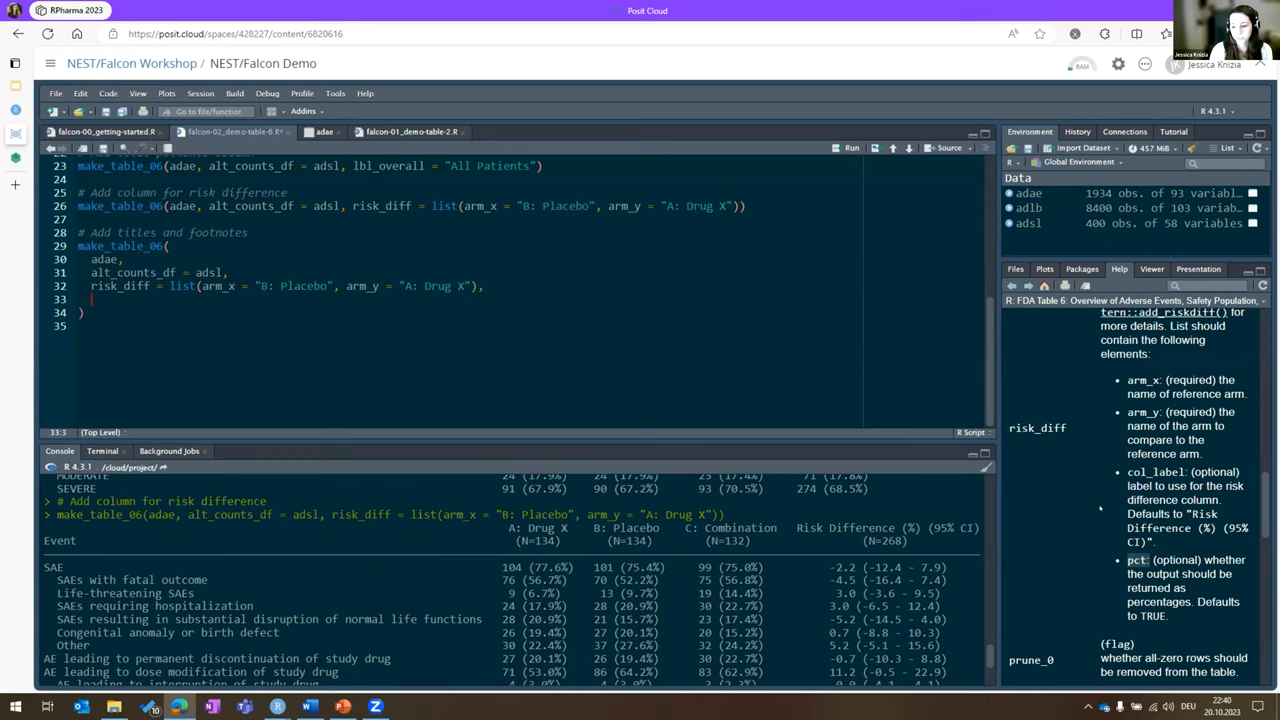 RPharma 2023
Posit Cloud
https://posit.cloud/spaces/428227/content/6820616
NEST/Falcon Workshop / NEST/Falcon Demo
RAM
Jessica Knizia
Jessica Knizia
File Edit Code View Plots Session Build Debug Profile Tools Help
Go to file/function Addins
R 4.3.1
falcon-00_getting-started.R
falcon-02_demo-table-6.R*
adae
falcon-01_demo-table-2.R
Run Source
23 make_table_06(adae, alt_counts_df = adsl, lbl_overall = "All Patients")
24
25 # Add column for risk difference
26 make_table_06(adae, alt_counts_df = adsl, risk_diff = list(arm_x = "B: Placebo", arm_y = "A: Drug X"))
27
28 # Add titles and footnotes
29 make_table_06(
30 adae,
31 alt_counts_df = adsl,
32 risk_diff = list(arm_x = "B: Placebo", arm_y = "A: Drug X"),
33
34 )
35
33:3 (Top Level) R Script
Console Terminal Background Jobs
R 4.3.1 . /cloud/project/
MODERATE
SEVERE 91 (67.9%) 90 (67.2%) 93 (70.5%) 274 (68.5%)
> # Add column for risk difference
> make_table_06(adae, alt_counts_df = adsl, risk_diff = list(arm_x = "B: Placebo", arm_y = "A: Drug X"))
A: Drug X B: Placebo C: Combination Risk Difference (%) (95% CI)
Event (N=134) (N=134) (N=132) (N=268)
SAE 104 (77.6%) 101 (75.4%) 99 (75.0%) -2.2 (-12.4 - 7.9)
SAEs with fatal outcome 76 (56.7%) 70 (52.2%) 75 (56.8%) -4.5 (-16.4 - 7.4)
Life-threatening SAEs 9 (6.7%) 13 (9.7%) 19 (14.4%) 3.0 (-3.6 - 9.5)
SAEs requiring hospitalization 24 (17.9%) 28 (20.9%) 30 (22.7%) 3.0 (-6.5 - 12.4)
SAEs resulting in substantial disruption of normal life functions 28 (20.9%) 21 (15.7%) 23 (17.4%) -5.2 (-14.5 - 4.0)
Congenital anomaly or birth defect 26 (19.4%) 27 (20.1%) 20 (15.2%) 0.7 (-8.8 - 10.3)
Other 30 (22.4%) 37 (27.6%) 32 (24.2%) 5.2 (-5.1 - 15.6)
AE leading to permanent discontinuation of study drug 27 (20.1%) 26 (19.4%) 30 (22.7%) -0.7 (-10.3 - 8.8)
AE leading to dose modification of study drug 71 (53.0%) 86 (64.2%) 83 (62.9%) 11.2 (-0.5 - 22.9)
Environment History Connections Tutorial
Import Dataset 457 MiB List
R Global Environment
Data
adae 1934 obs. of 93 variabl…
adlb 8400 obs. of 103 variab…
adsl 400 obs. of 58 variables
Files Plots Packages Help Viewer Presentation
R: FDA Table 6: Overview of Adverse Events, Safety Population,
tern::add_riskdiff() for
more details. List should
contain the following
elements:
risk_diff
• arm_x: (required) the
name of reference arm.
• arm_y: (required) the
name of the arm to
compare to the
reference arm.
• col_label: (optional)
label to use for the risk
difference column.
Defaults to "Risk
Difference (%) (95%
CI)".
• pct: (optional) whether
the output should be
returned as
percentages. Defaults
to TRUE.
prune_0
(flag)
whether all-zero rows should
be removed from the table.
DEU
22:40
20.10.2023